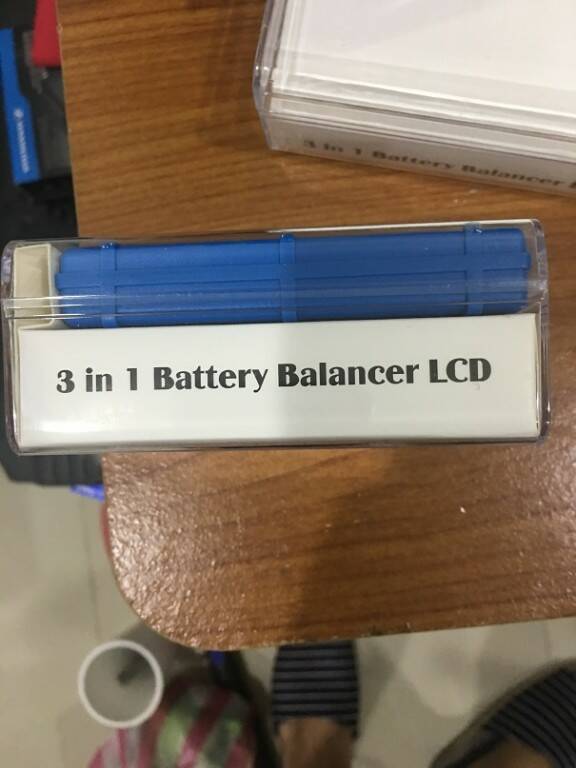 3 in 1 Battery Balancer
3 in 1 Battery Balancer LCD